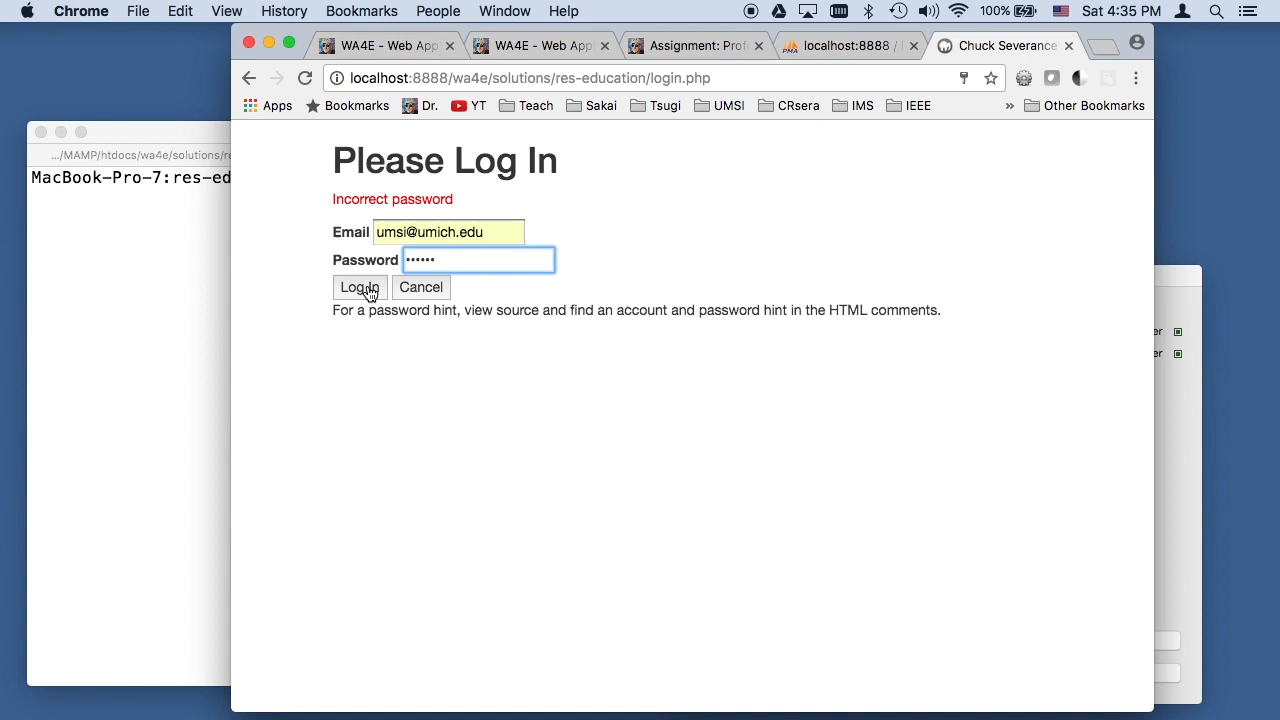 Chrome File Edit View History Bookmarks People Window Help 100% Sat 4:35 PM
WA4E - Web App WA4E - Web Appl Assignment: Profi localhost:8888 / Chuck Severance
localhost:8888/wa4e/solutions/res-education/login.php
Apps Bookmarks Dr. YT Teach Sakai Tsugi UMSI CRsera IMS IEEE » Other Bookmarks
.../MAMP/htdocs/wa4e/solutions/re
MacBook-Pro-7:res-ed
Please Log In
Incorrect password
Email umsi@umich.edu
Password ••••••
Log In Cancel
For a password hint, view source and find an account and password hint in the HTML comments.
er
er